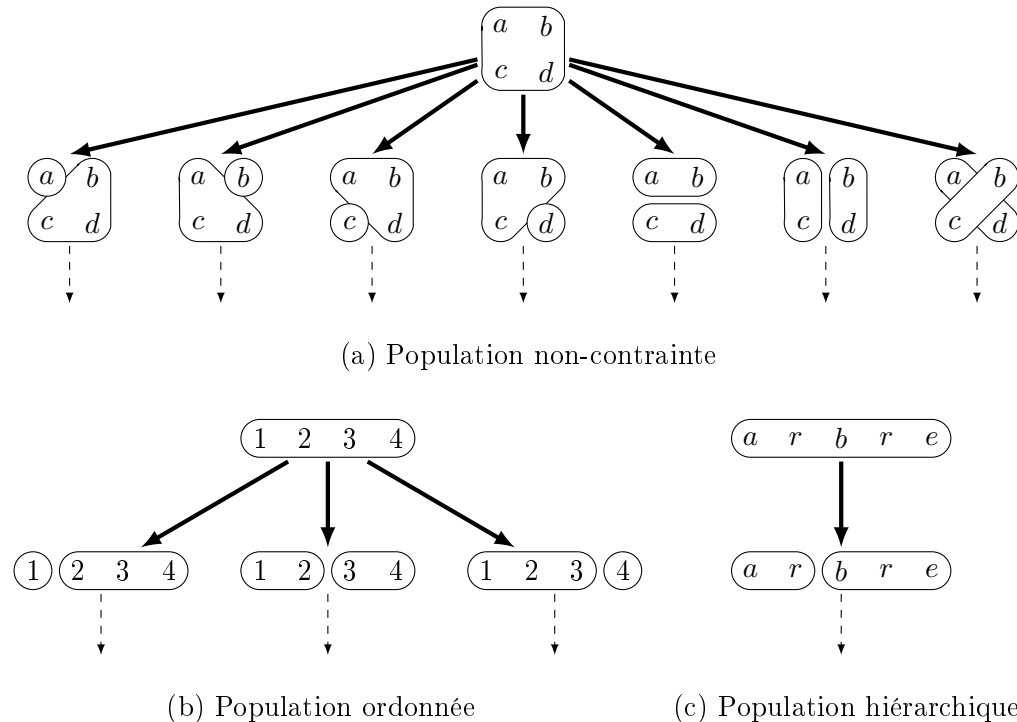 a b
c d
a b a b a b a b a b a b a b
c d c d c d c d c d c d c d
(a) Population non-contrainte
1 2 3 4 a r b r e
1 2 3 4 1 2 3 4 1 2 3 4 a r b r e
(b) Population ordonnée (c) Population hiérarchique